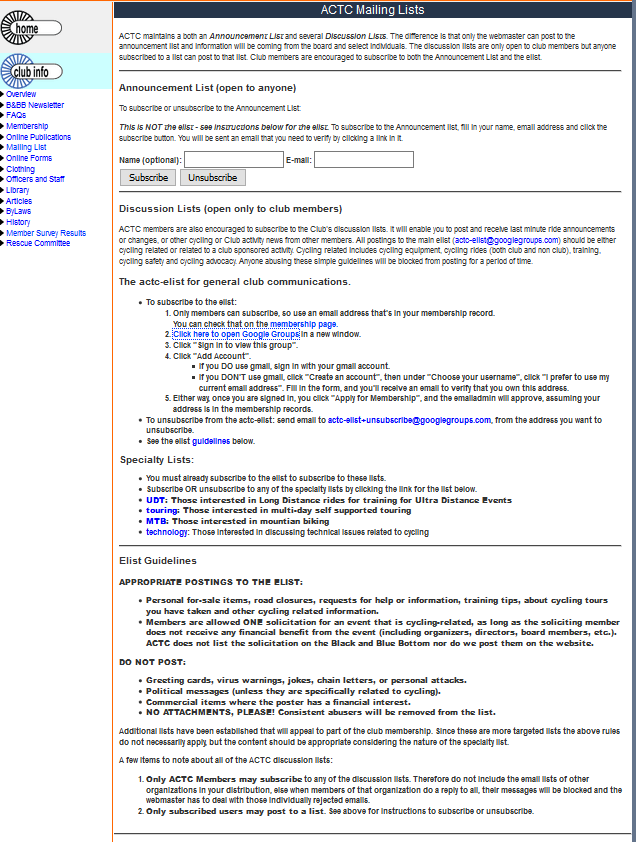 ACTC Mailing Lists
home
club info
Overview
B&BB Newsletter
FAQs
Membership
Online Publications
Mailing List
Online Forms
Clothing
Officers and Staff
Library
Articles
ByLaws
History
Member Survey Results
Rescue Committee
ACTC maintains a both an Announcement List and several Discussion Lists. The difference is that only the webmaster can post to the
announcement list and information will be coming from the board and select individuals. The discussion lists are only open to club members but anyone
subscribed to a list can post to that list. Club members are encouraged to subscribe to both the Announcement List and the elist.
Announcement List (open to anyone)
To subscribe or unsubscribe to the Announcement List:
This is NOT the elist - see instructions below for the elist. To subscribe to the Announcement list, fill in your name, email address and click the
subscribe button. You will be sent an email that you need to verify by clicking a link in it.
Name (optional): E-mail:
Subscribe Unsubscribe
Discussion Lists (open only to club members)
ACTC members are also encouraged to subscribe to the Club's discussion lists. It will enable you to post and receive last minute ride announcements
or changes, or other cycling or Club activity news from other members. All postings to the main elist (actc-elist@googlegroups.com) should be either
cycling related or related to a club sponsored activity. Cycling related includes cycling equipment, cycling rides (both club and non club), training,
cycling safety and cycling advocacy. Anyone abusing these simple guidelines will be blocked from posting for a period of time.
The actc-elist for general club communications.
• To subscribe to the elist:
1. Only members can subscribe, so use an email address that's in your membership record.
You can check that on the membership page.
2. Click here to open Google Groups in a new window.
3. Click "Sign in to view this group".
4. Click "Add Account".
▪ If you DO use gmail, sign in with your gmail account.
▪ If you DON'T use gmail, click "Create an account", then under "Choose your username", click "I prefer to use my
current email address". Fill in the form, and you'll receive an email to verify that you own this address.
5. Either way, once you are signed in, you click "Apply for Membership", and the emailadmin will approve, assuming your
address is in the membership records.
• To unsubscribe from the actc-elist: send email to actc-elist+unsubscribe@googlegroups.com, from the address you want to
unsubscribe.
• See the elist guidelines below.
Specialty Lists:
• You must already subscribe to the elist to subscribe to these lists.
• Subscribe OR unsubscribe to any of the specialty lists by clicking the link for the list below.
• UDT: Those interested in Long Distance rides for training for Ultra Distance Events
• touring: Those interested in multi-day self supported touring
• MTB: Those interested in mountian biking
• technology: Those interested in discussing technical issues related to cycling
Elist Guidelines
APPROPRIATE POSTINGS TO THE ELIST:
• Personal for-sale items, road closures, requests for help or information, training tips, about cycling tours
you have taken and other cycling related information.
• Members are allowed ONE solicitation for an event that is cycling-related, as long as the soliciting member
does not receive any financial benefit from the event (including organizers, directors, board members, etc.).
ACTC does not list the solicitation on the Black and Blue Bottom nor do we post them on the website.
DO NOT POST:
• Greeting cards, virus warnings, jokes, chain letters, or personal attacks.
• Political messages (unless they are specifically related to cycling).
• Commercial items where the poster has a financial interest.
• NO ATTACHMENTS, PLEASE! Consistent abusers will be removed from the list.
Additional lists have been established that will appeal to part of the club membership. Since these are more targeted lists the above rules
do not necessarily apply, but the content should be appropriate considering the nature of the specialty list.
A few items to note about all of the ACTC discussion lists:
1. Only ACTC Members may subscribe to any of the discussion lists. Therefore do not include the email lists of other
organizations in your distribution, else when members of that organization do a reply to all, their messages will be blocked and the
webmaster has to deal with those individually rejected emails.
2. Only subscribed users may post to a list. See above for instructions to subscribe or unsubscribe.